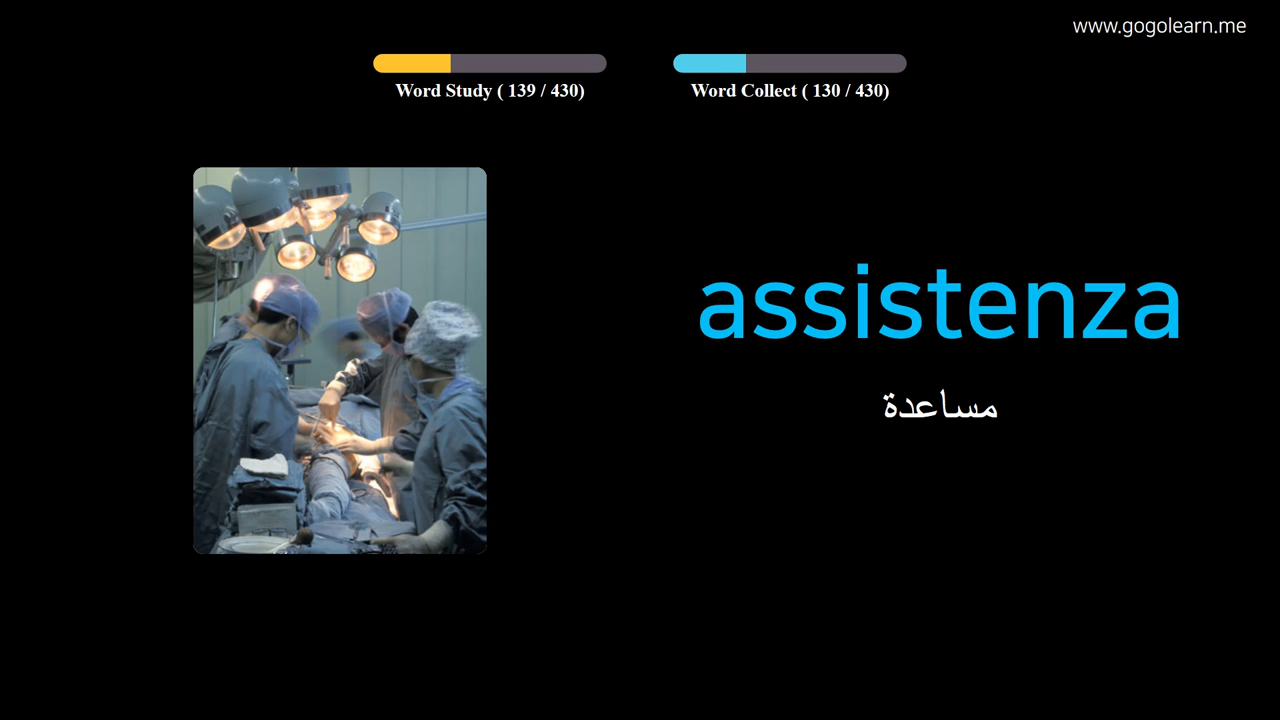 www.gogolearn.me
Word Study ( 139 / 430)
Word Collect ( 130 / 430)
assistenza
مساعدة